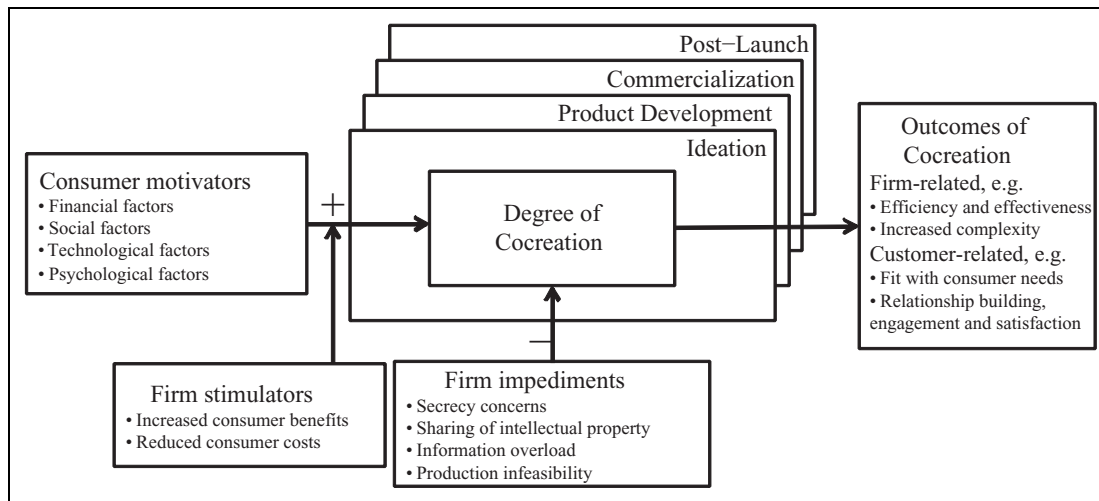 Post−Launch
Commercialization
Product Development
Ideation
Consumer motivators
• Financial factors
• Social factors
• Technological factors
• Psychological factors
+
Degree of
Cocreation
Outcomes of
Cocreation
Firm-related, e.g.
• Efficiency and effectiveness
• Increased complexity
Customer-related, e.g.
• Fit with consumer needs
• Relationship building,
engagement and satisfaction
−
Firm stimulators
• Increased consumer benefits
• Reduced consumer costs
Firm impediments
• Secrecy concerns
• Sharing of intellectual property
• Information overload
• Production infeasibility